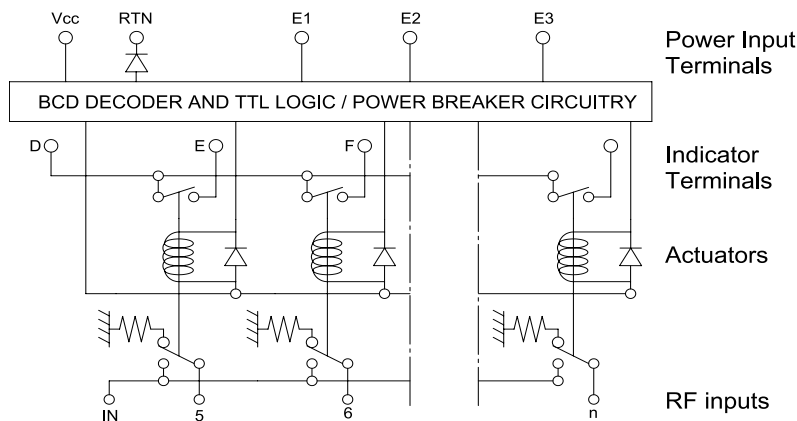 Vcc RTN E1 E2 E3
Power Input
Terminals
BCD DECODER AND TTL LOGIC / POWER BREAKER CIRCUITRY
D E F
Indicator
Terminals
Actuators
IN 5 6 n
RF inputs